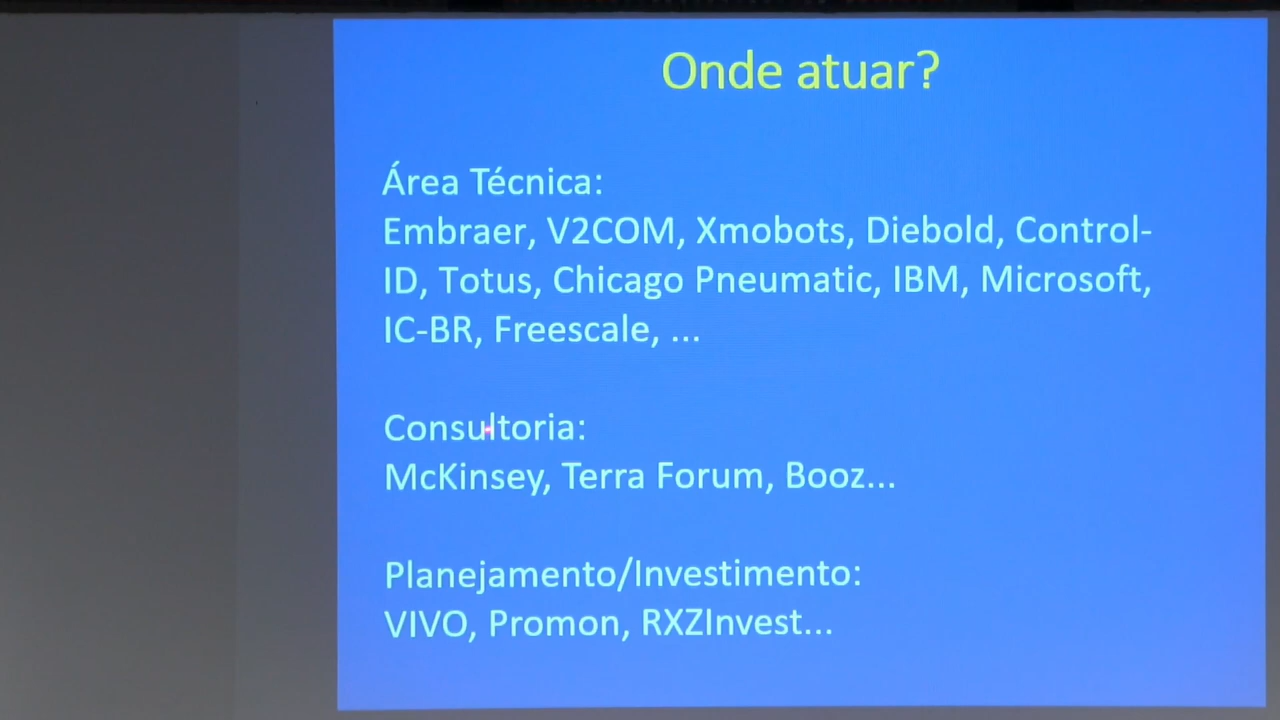 Onde atuar?
Área Técnica:
Embraer, V2COM, Xmobots, Diebold, Control-
ID, Totus, Chicago Pneumatic, IBM, Microsoft,
IC-BR, Freescale, ...
Consultoria:
McKinsey, Terra Forum, Booz...
Planejamento/Investimento:
VIVO, Promon, RXZInvest...